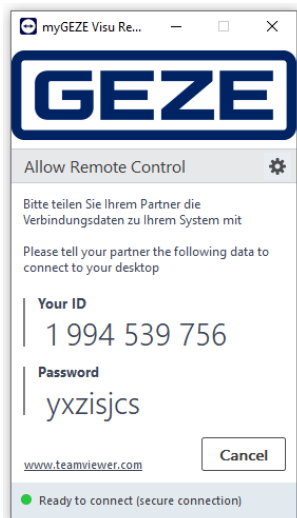 myGEZE Visu Re...
GEZE
Allow Remote Control
Bitte teilen Sie Ihrem Partner die
Verbindungsdaten zu Ihrem System mit
Please tell your partner the following data to
connect to your desktop
Your ID
1 994 539 756
Password
yxzisjcs
www.teamviewer.com
Cancel
Ready to connect (secure connection)